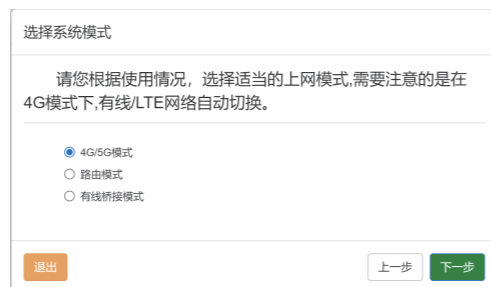 选择系统模式
请您根据使用情况，选择适当的上网模式,需要注意的是在
4G模式下,有线/LTE网络自动切换。
4G/5G模式
路由模式
有线桥接模式
退出
上一步
下一步